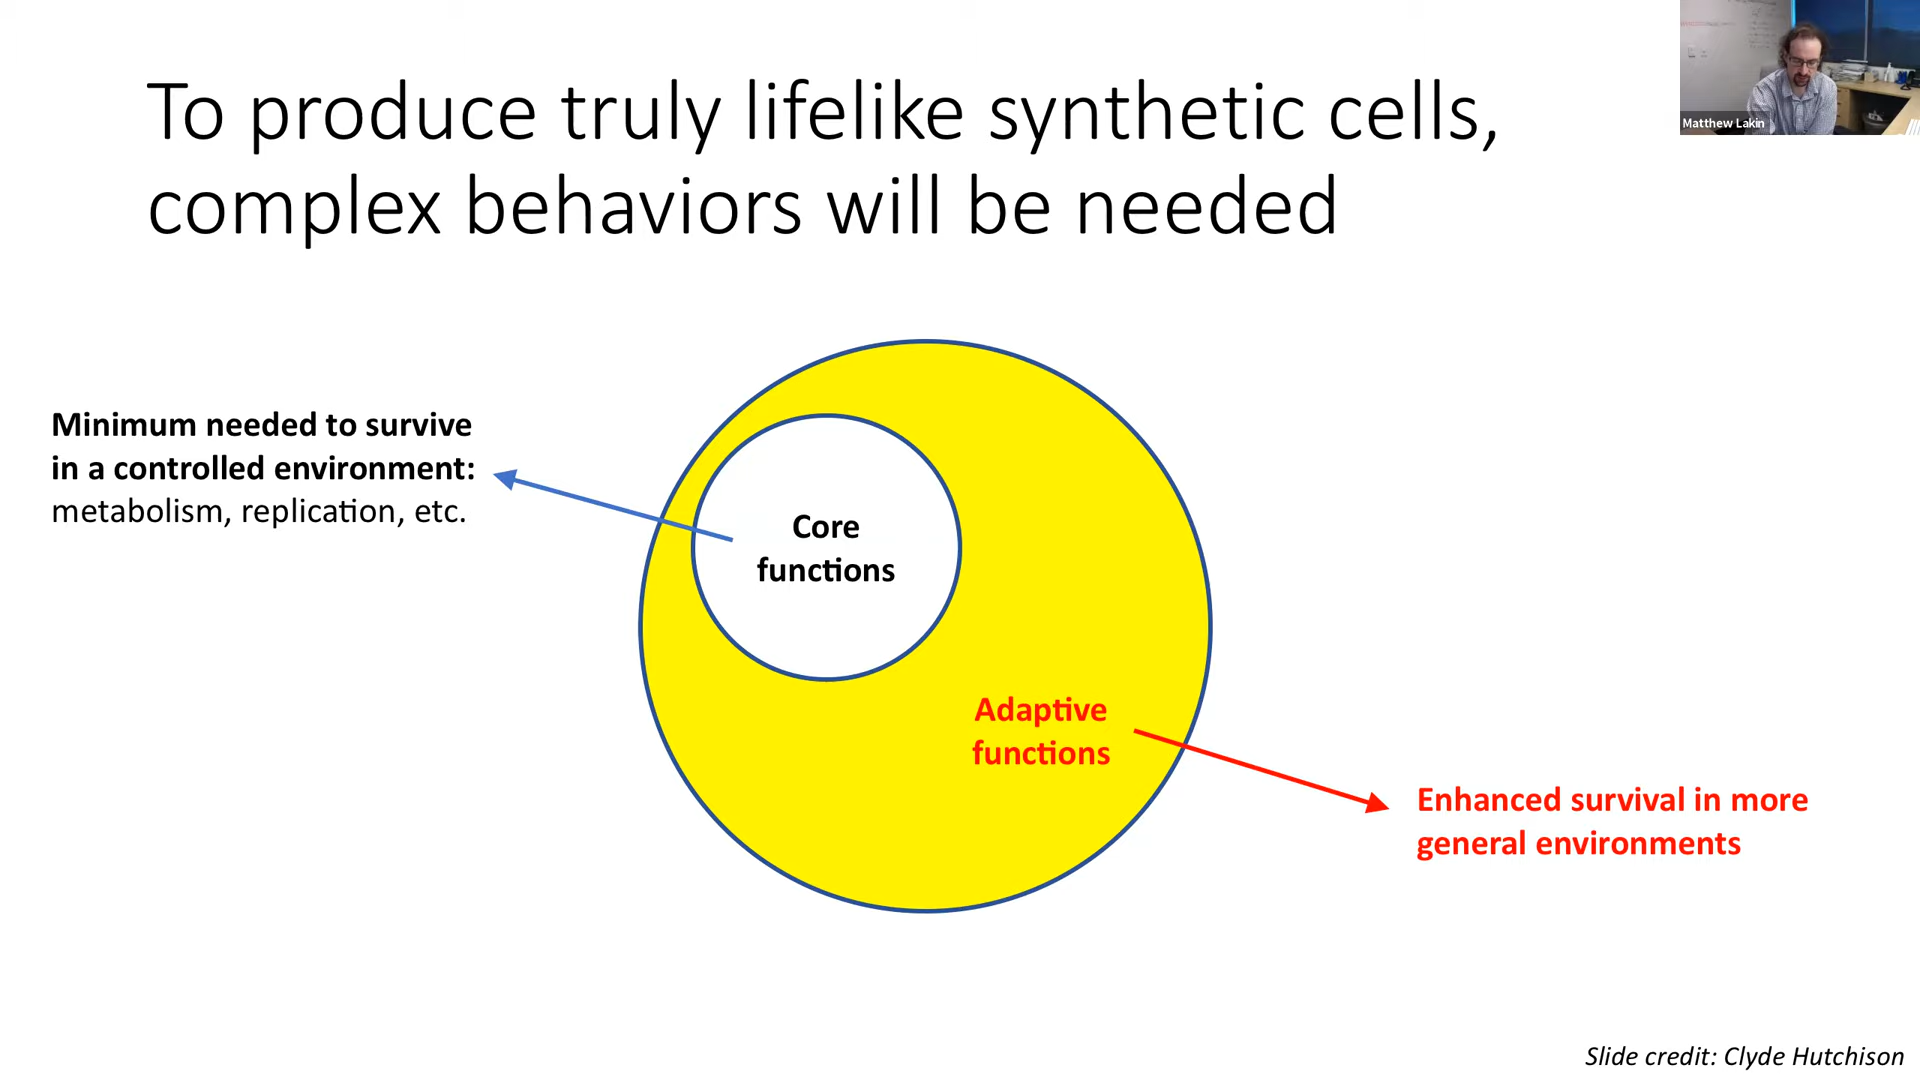 To produce truly lifelike synthetic cells,
complex behaviors will be needed
Matthew Lakin
Minimum needed to survive
in a controlled environment:
metabolism, replication, etc.
Core
functions
Adaptive
functions
Enhanced survival in more
general environments
Slide credit: Clyde Hutchison